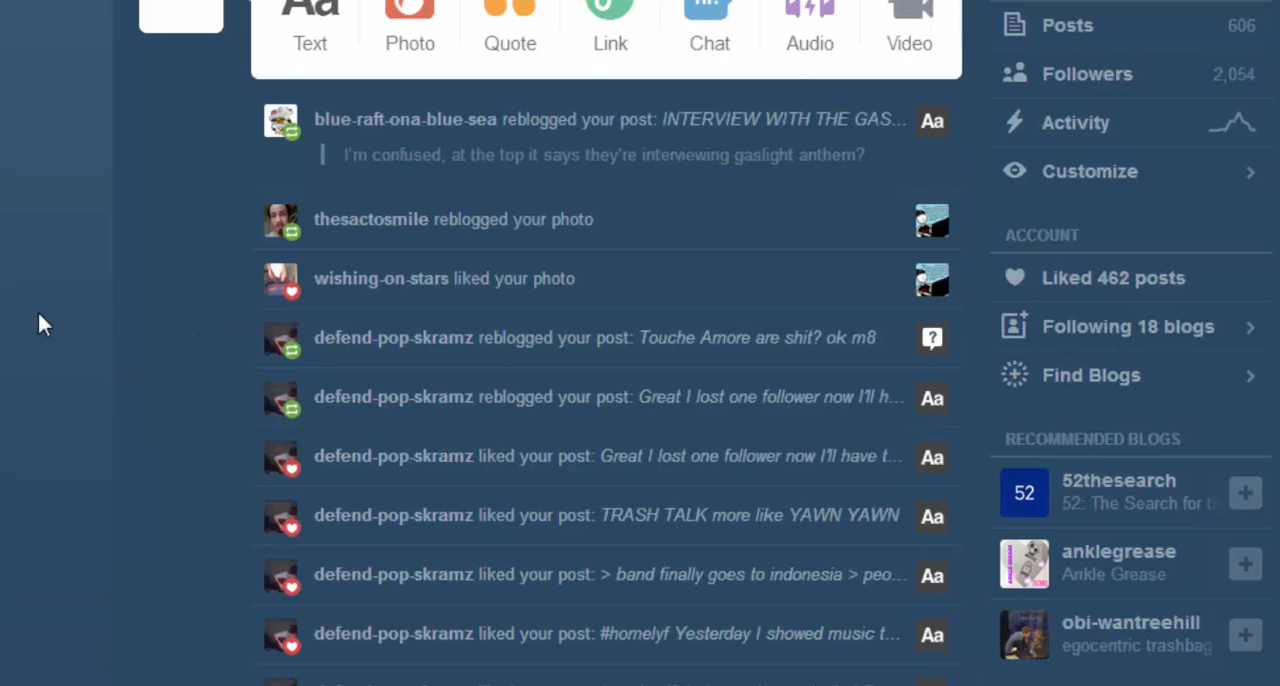 Aa
Text Photo Quote Link Chat Audio Video
blue-raft-ona-blue-sea reblogged your post: INTERVIEW WITH THE GAS... Aa
I'm confused, at the top it says they're interviewing gaslight anthem?
thesactosmile reblogged your photo
wishing-on-stars liked your photo
defend-pop-skramz reblogged your post: Touche Amore are shit? ok m8 ?
defend-pop-skramz reblogged your post: Great I lost one follower now I'll h... Aa
defend-pop-skramz liked your post: Great I lost one follower now I'll have t... Aa
defend-pop-skramz liked your post: TRASH TALK more like YAWN YAWN Aa
defend-pop-skramz liked your post: > band finally goes to indonesia > peo... Aa
defend-pop-skramz liked your post: #homelyf Yesterday I showed music t... Aa
Posts 606
Followers 2,054
Activity
Customize
ACCOUNT
Liked 462 posts
Following 18 blogs
Find Blogs
RECOMMENDED BLOGS
52
52thesearch
52: The Search for
anklegrease
Ankle Grease
obi-wantreehill
egocentric trashbag